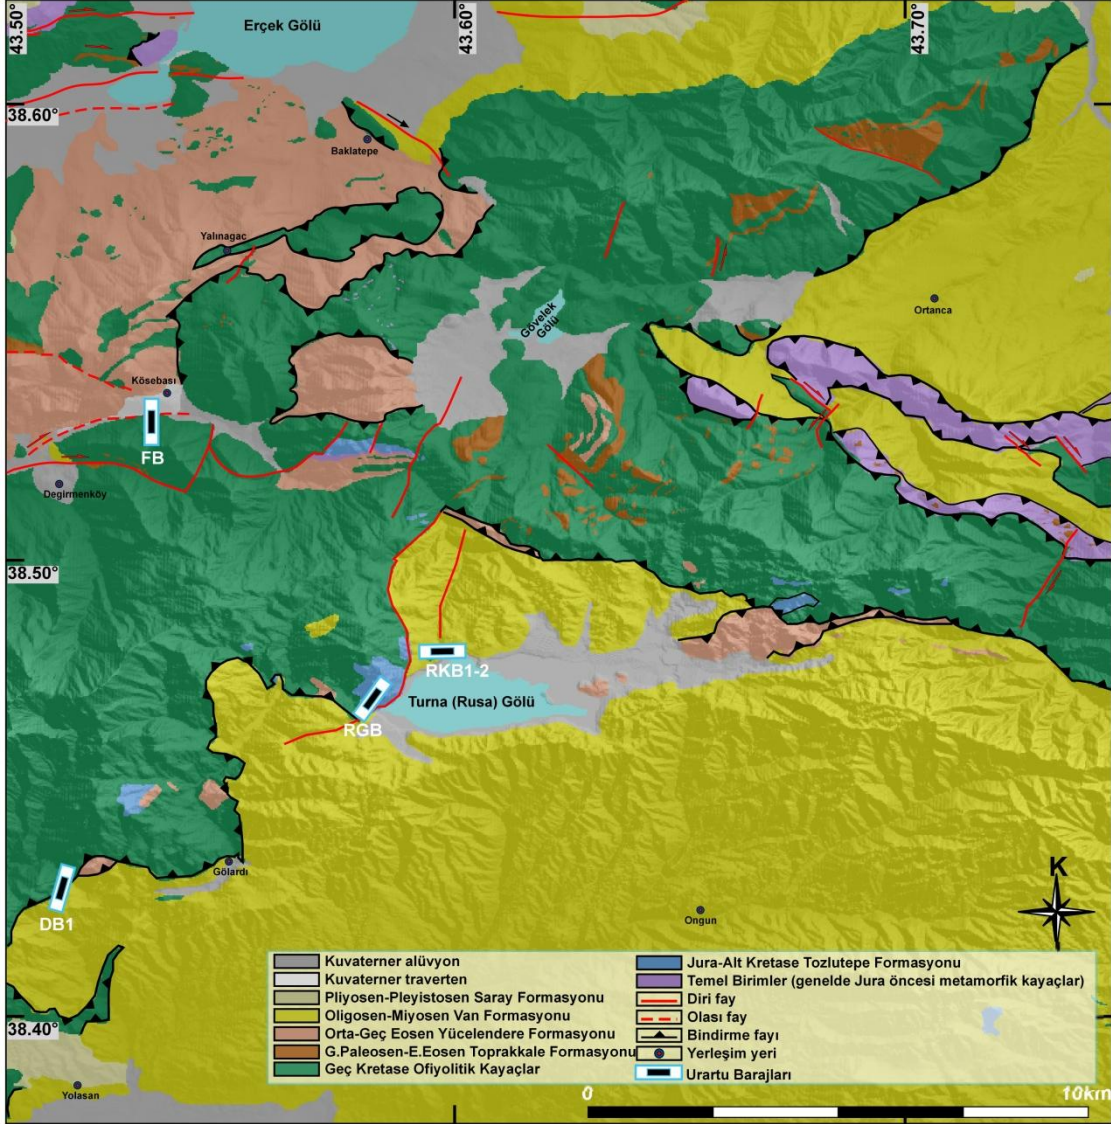 43.50°
43.60°
43.70°
Erçek Gölü
38.60°
Baklatepe
Yalınagac
Ortanca
Gövelek
Gölü
Kösebası
FB
Degirmenköy
38.50°
RKB1-2
Turna (Rusa) Gölü
RGB
Gölardı
DB1
Ongun
K
38.40°
Yolasan
Kuvaterner alüvyon
Kuvaterner traverten
Pliyosen-Pleyistosen Saray Formasyonu
Oligosen-Miyosen Van Formasyonu
Orta-Geç Eosen Yücelendere Formasyonu
G.Paleosen-E.Eosen Toprakkale Formasyonu
Geç Kretase Ofiyolitik Kayaçlar
Jura-Alt Kretase Tozlutepe Formasyonu
Temel Birimler (genelde Jura öncesi metamorfik kayaçlar)
Diri fay
Olası fay
Bindirme fayı
Yerleşim yeri
Urartu Barajları
0 10km